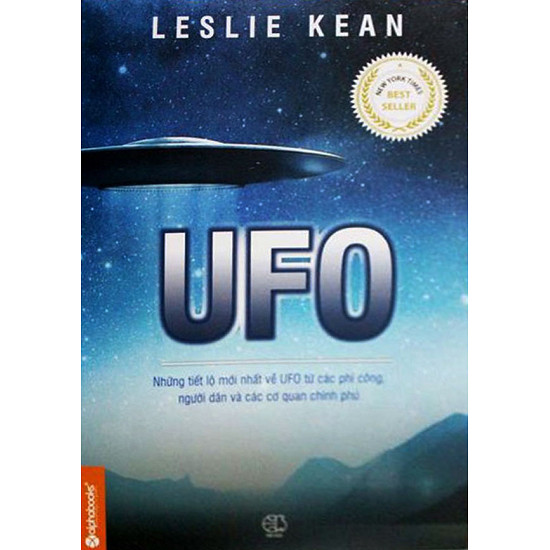 LESLIE KEAN
NEW YORK TIMES
BEST
SELLER
UFO
Những tiết lộ mới nhất về UFO từ các phi công,
người dân và các cơ quan chính phủ
alphabooks